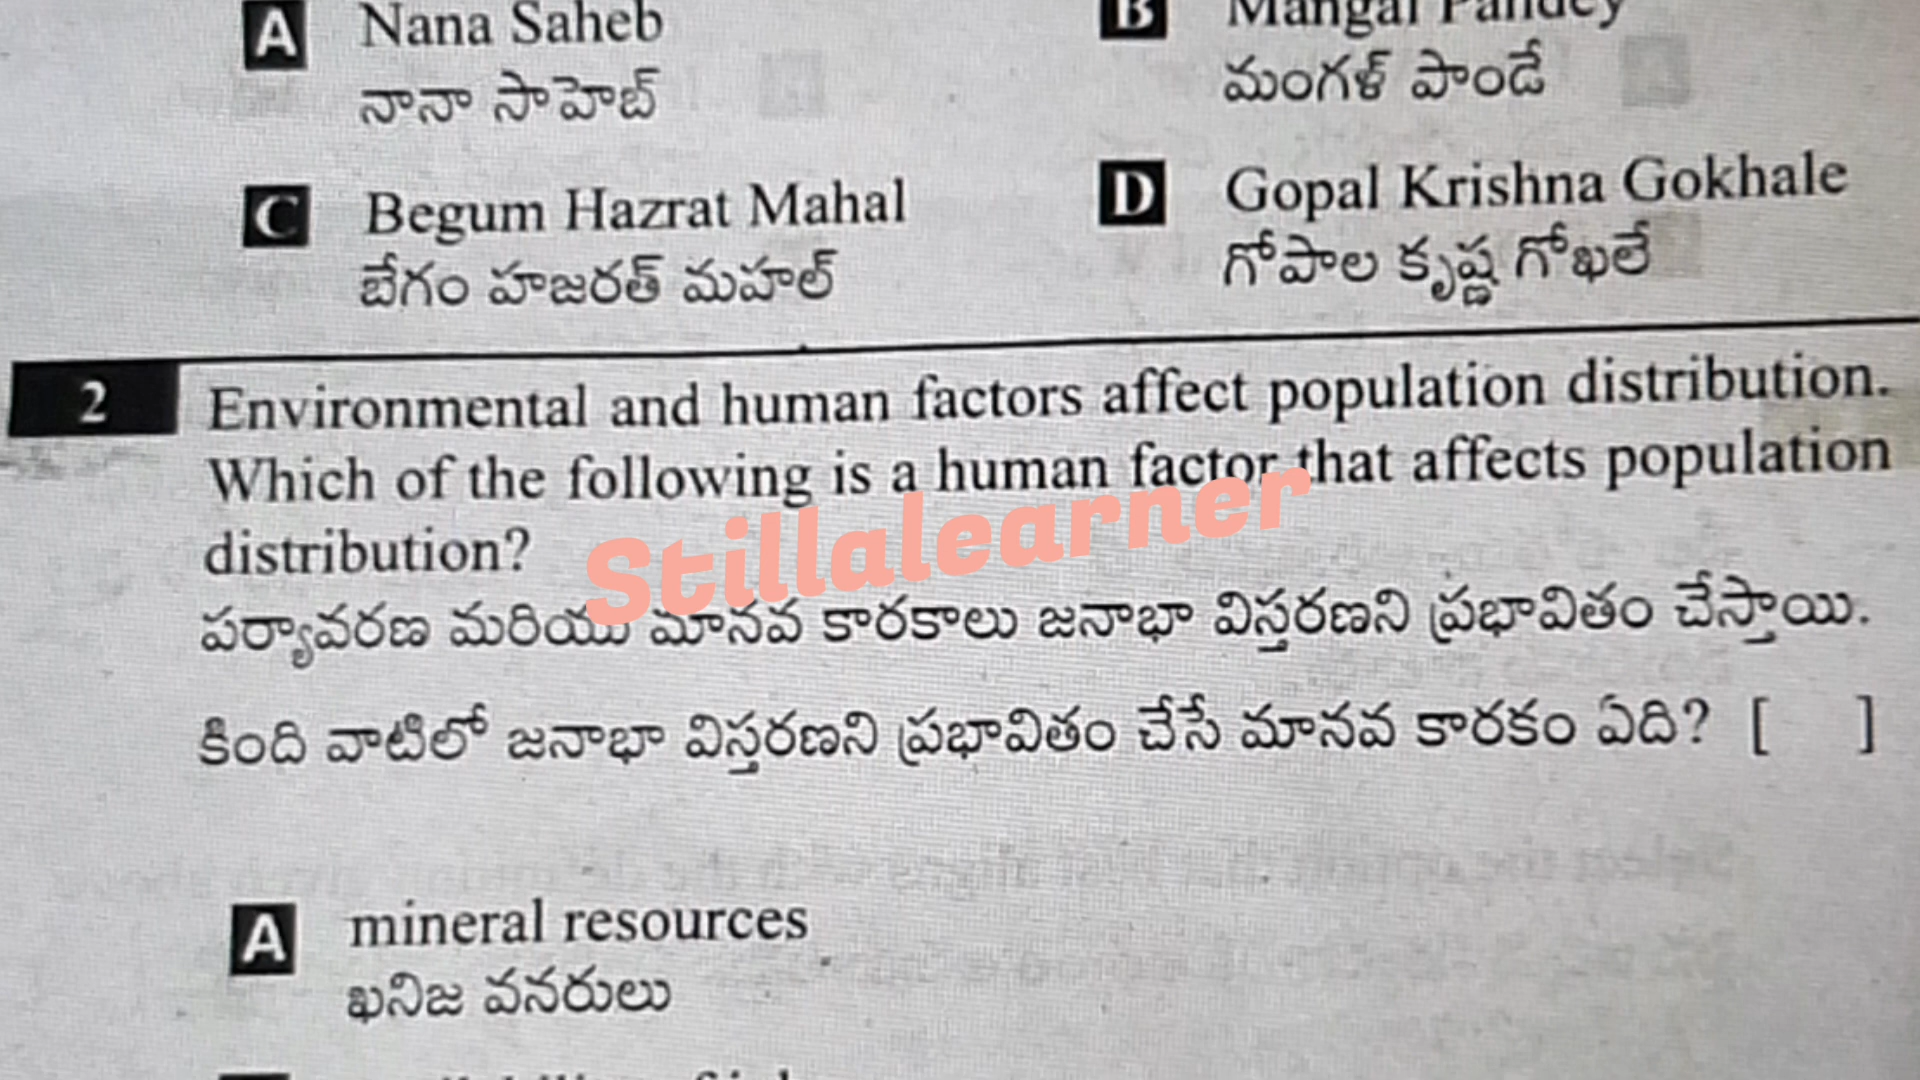 A Nana Saheb
నానా సాహెబ్
B Mangal Pandey
మంగళ్ పాండే
C Begum Hazrat Mahal
బేగం హజరత్ మహల్
D Gopal Krishna Gokhale
గోపాల కృష్ణ గోఖలే
2 Environmental and human factors affect population distribution.
Which of the following is a human factor that affects population
distribution?
Stillalearner
పర్యావరణ మరియు మానవ కారకాలు జనాభా విస్తరణని ప్రభావితం చేస్తాయి.
కింది వాటిలో జనాభా విస్తరణని ప్రభావితం చేసే మానవ కారకం ఏది? [ ]
A mineral resources
ఖనిజ వనరులు